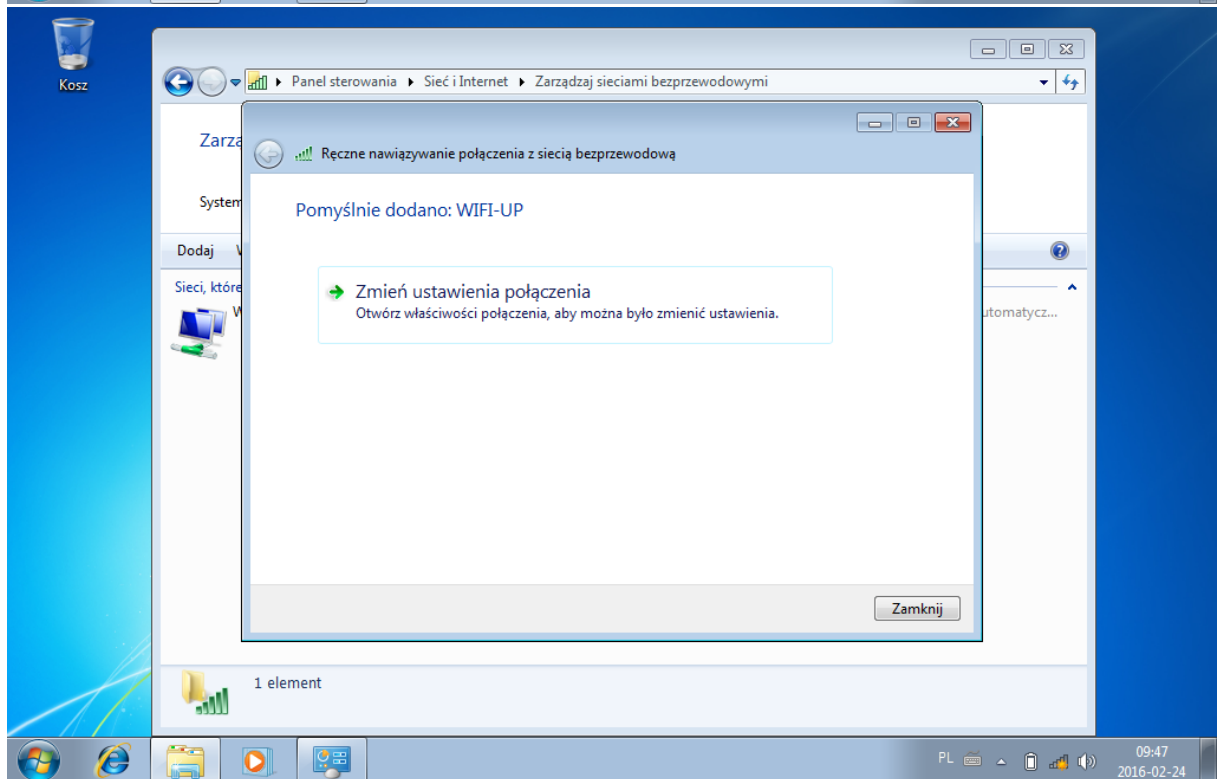 Kosz
Panel sterowania Sieć i Internet Zarządzaj sieciami bezprzewodowymi
Zarzą
Ręczne nawiązywanie połączenia z siecią bezprzewodową
System
Pomyślnie dodano: WIFI-UP
Dodaj
Sieci, które
Zmień ustawienia połączenia
Otwórz właściwości połączenia, aby można było zmienić ustawienia.
utomatycz...
Zamknij
1 element
PL
09:47
2016-02-24